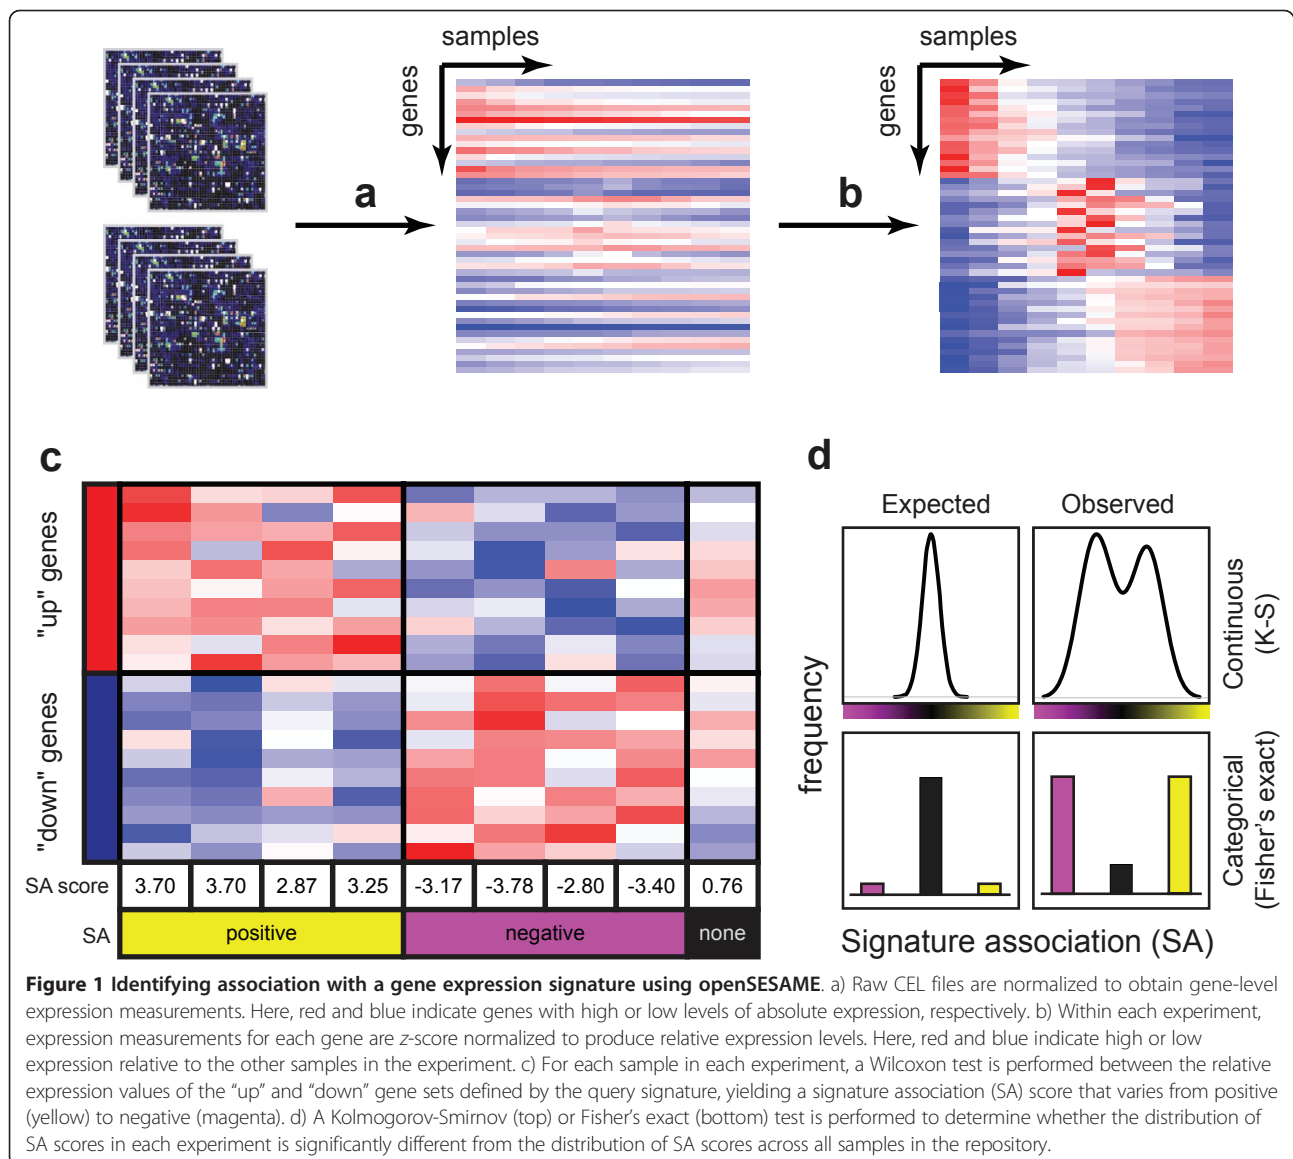 samples
genes
a
samples
genes
b
c
"up" genes
"down" genes
SA score
3.70 3.70 2.87 3.25 -3.17 -3.78 -2.80 -3.40 0.76
SA
positive negative none
d
Expected Observed
frequency
Continuous
(K-S)
Categorical
(Fisher's exact)
Signature association (SA)
Figure 1 Identifying association with a gene expression signature using openSESAME. a) Raw CEL files are normalized to obtain gene-level
expression measurements. Here, red and blue indicate genes with high or low levels of absolute expression, respectively. b) Within each experiment,
expression measurements for each gene are z-score normalized to produce relative expression levels. Here, red and blue indicate high or low
expression relative to the other samples in the experiment. c) For each sample in each experiment, a Wilcoxon test is performed between the relative
expression values of the “up” and “down” gene sets defined by the query signature, yielding a signature association (SA) score that varies from positive
(yellow) to negative (magenta). d) A Kolmogorov-Smirnov (top) or Fisher’s exact (bottom) test is performed to determine whether the distribution of
SA scores in each experiment is significantly different from the distribution of SA scores across all samples in the repository.